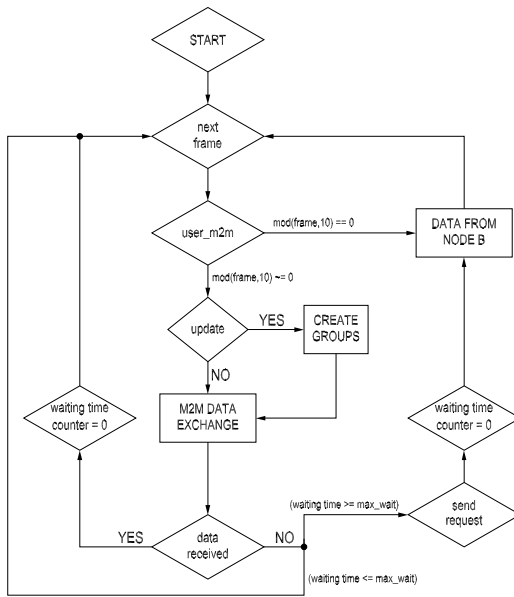 START
next
frame
user_m2m
mod(frame,10) == 0
DATA FROM
NODE B
mod(frame,10) ~= 0
update
YES
CREATE
GROUPS
NO
M2M DATA
EXCHANGE
waiting time
counter = 0
waiting time
counter = 0
(waiting time >= max_wait)
send
request
YES
data
received
NO
(waiting time <= max_wait)